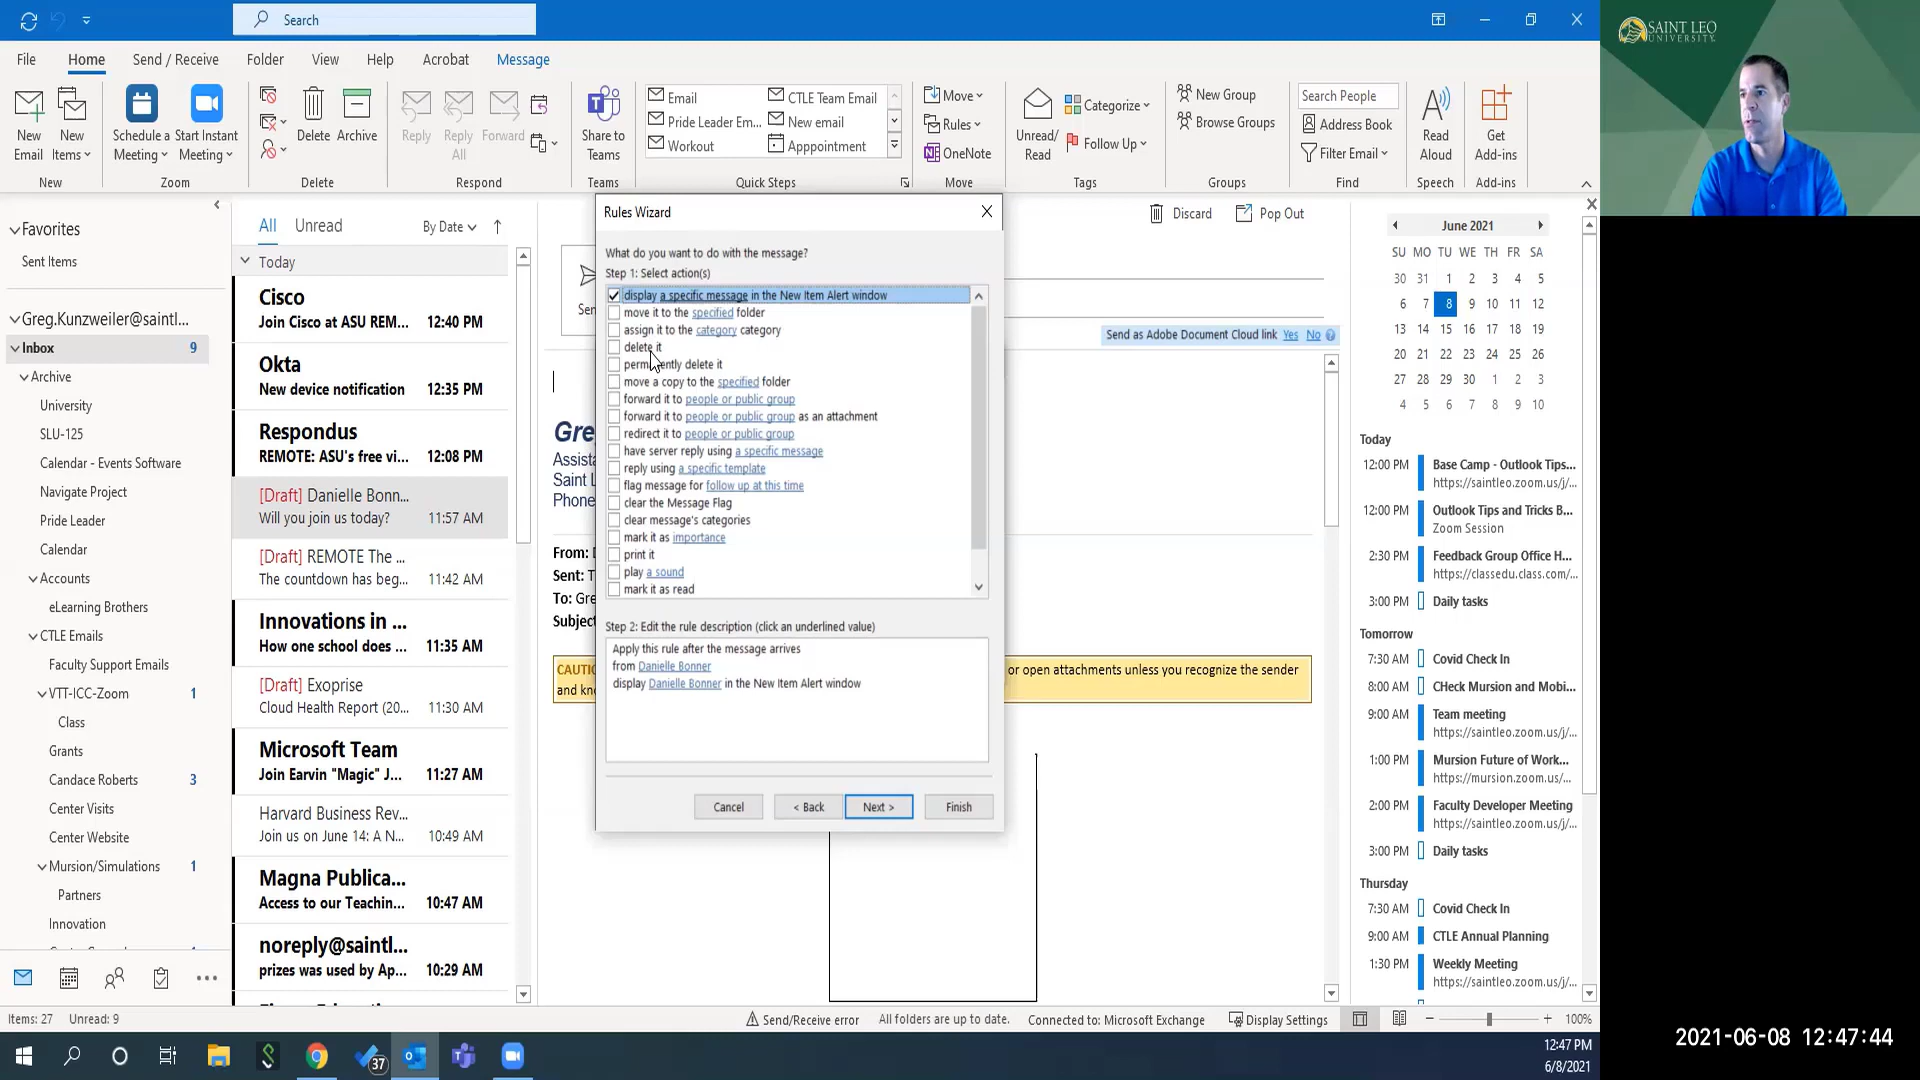 Search
File Home Send / Receive Folder View Help Acrobat Message
New Email
New Items
New
Schedule a Meeting
Start Instant Meeting
Zoom
Delete
Archive
Delete
Reply
Reply All
Forward
Respond
Share to Teams
Teams
Email
CTLE Team Email
Pride Leader Em...
New email
Workout
Apppointment
Quick Steps
Move
Rules
OneNote
Move
Unread/ Read
Categorize
Follow Up
Tags
New Group
Browse Groups
Groups
Search People
Address Book
Filter Email
Find
Read Aloud
Speech
Get Add-ins
Add-ins
Favorites
Sent Items
Greg.Kunzweiler@saintl...
Inbox 9
Archive
University
SLU-125
Calendar - Events Software
Navigate Project
Pride Leader
Calendar
Accounts
eLearning Brothers
CTLE Emails
Faculty Support Emails
VTT-ICC-Zoom 1
Class
Grants
Candace Roberts 3
Center Visits
Center Website
Mursion/Simulations 1
Partners
Innovation
All Unread By Date
Today
Cisco
Join Cisco at ASU REM... 12:40 PM
Okta
New device notification 12:35 PM
Respondus
REMOTE: ASU's free vi... 12:08 PM
[Draft] Danielle Bonn...
Will you join us today? 11:57 AM
[Draft] REMOTE The ...
The countdown has beg... 11:42 AM
Innovations in ...
How one school does ... 11:35 AM
[Draft] Exoprise
Cloud Health Report (20... 11:30 AM
Microsoft Team
Join Earvin "Magic" J... 11:27 AM
Harvard Business Rev...
Join us on June 14: A N... 10:49 AM
Magna Publica...
Access to our Teachin... 10:47 AM
noreply@saintl...
prizes was used by Ap... 10:29 AM
Discard Pop Out
Send as Adobe Document Cloud link Yes No
Gre
Assista
Saint L
Phone
From:
Sent: T
To: Gre
Subjec
CAUTIO
or open attachments unless you recognize the sender
and kn
Rules Wizard
What do you want to do with the message?
Step 1: Select action(s)
display a specific message in the New Item Alert window
move it to the specified folder
assign it to the category category
delete it
permanently delete it
move a copy to the specified folder
forward it to people or public group
forward it to people or public group as an attachment
redirect it to people or public group
have server reply using a specific message
reply using a specific template
flag message for follow up at this time
clear the Message Flag
clear message's categories
mark it as importance
print it
play a sound
mark it as read
Step 2: Edit the rule description (click an underlined value)
Apply this rule after the message arrives
from Danielle Bonner
display Danielle Bonner in the New Item Alert window
Cancel < Back Next > Finish
June 2021
SU MO TU WE TH FR SA
30 31 1 2 3 4 5
6 7 8 9 10 11 12
13 14 15 16 17 18 19
20 21 22 23 24 25 26
27 28 29 30 1 2 3
4 5 6 7 8 9 10
Today
12:00 PM Base Camp - Outlook Tips...
https://saintleo.zoom.us/j/...
12:00 PM Outlook Tips and Tricks B...
Zoom Session
2:30 PM Feedback Group Office H...
https://classedu.class.com/...
3:00 PM Daily tasks
Tomorrow
7:30 AM Covid Check In
8:00 AM CHeck Mursion and Mobi...
9:00 AM Team meeting
https://saintleo.zoom.us/j/...
1:00 PM Mursion Future of Work...
https://mursion.zoom.us/...
2:00 PM Faculty Developer Meeting
https://saintleo.zoom.us/j/...
3:00 PM Daily tasks
Thursday
7:30 AM Covid Check In
9:00 AM CTLE Annual Planning
1:30 PM Weekly Meeting
https://saintleo.zoom.us/j/...
Items: 27 Unread: 9
Send/Receive error All folders are up to date. Connected to: Microsoft Exchange Display Settings 100%
37
12:47 PM
6/8/2021
SAINT LEO
UNIVERSITY
2021-06-08 12:47:44